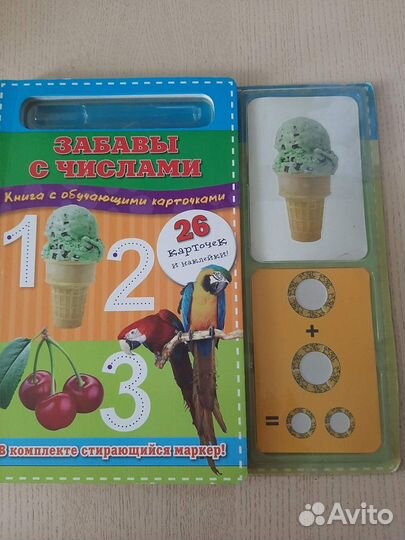 ЗАБАВЫ
С ЧИСЛАМИ
Книга с обучающими карточками
26
карточек
и наклейки!
1
2
3
В комплекте стирающийся маркер!
+
=
Avito